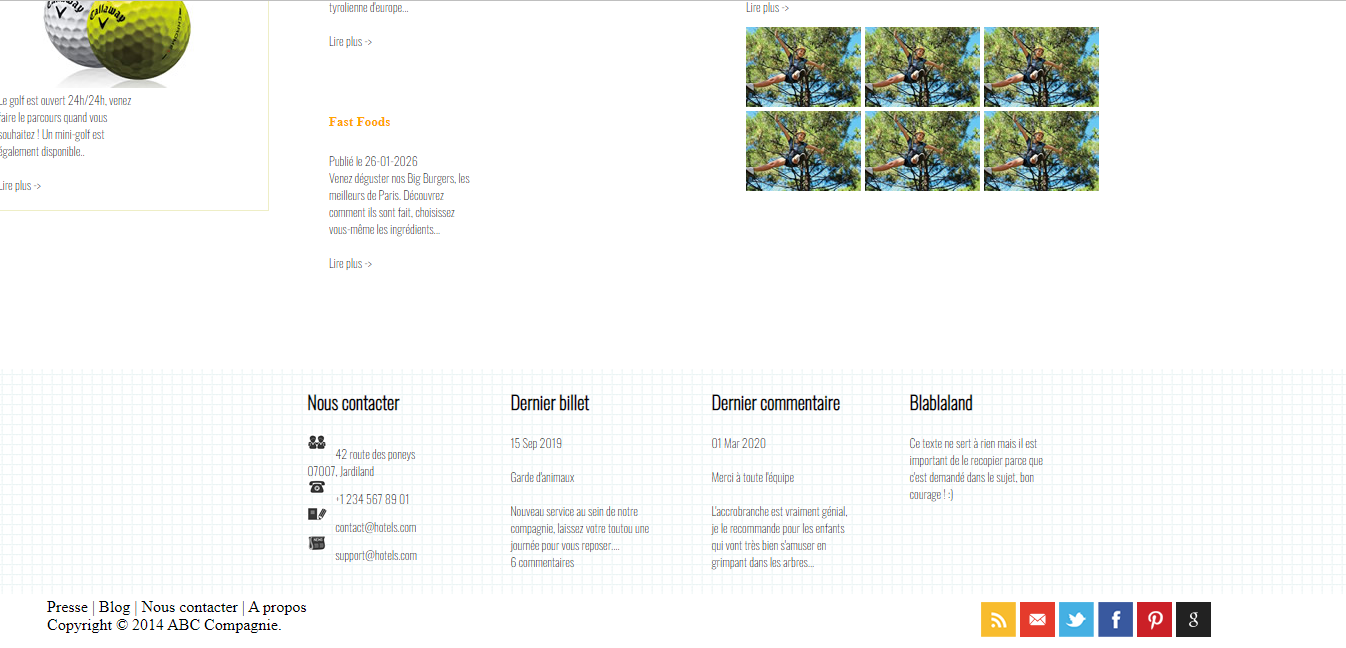 Callaway
Callaway
CHROME
Le golf est ouvert 24h/24h, venez
faire le parcours quand vous
souhaitez ! Un mini-golf est
également disponible..
Lire plus ->
tyrolienne d'europe...
Lire plus ->
Fast Foods
Publié le 26-01-2026
Venez déguster nos Big Burgers, les
meilleurs de Paris. Découvrez
comment ils sont fait, choisissez
vous-même les ingrédients...
Lire plus ->
Lire plus ->
Nous contacter
42 route des poneys
07007, Jardiland
+1 234 567 89 01
contact@hotels.com
NEWS
support@hotels.com
Dernier billet
15 Sep 2019
Garde d'animaux
Nouveau service au sein de notre
compagnie, laissez votre toutou une
journée pour vous reposer....
6 commentaires
Dernier commentaire
01 Mar 2020
Merci à toute l'équipe
L'accrobranche est vraiment génial,
je le recommande pour les enfants
qui vont très bien s'amuser en
grimpant dans les arbres...
Blablaland
Ce texte ne sert à rien mais il est
important de le recopier parce que
c'est demandé dans le sujet, bon
courage ! :)
Presse | Blog | Nous contacter | A propos
Copyright © 2014 ABC Compagnie.